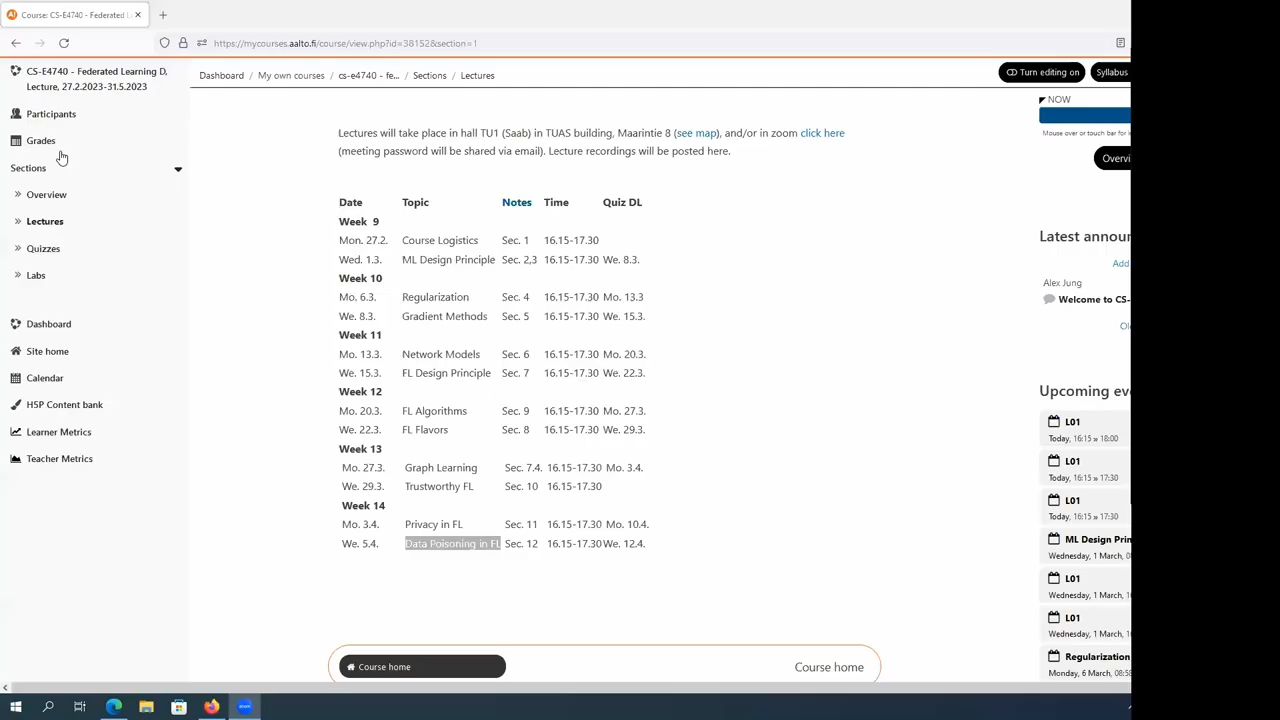 Course: CS-E4740 - Federated L
https://mycourses.aalto.fi/course/view.php?id=38152&section=1
CS-E4740 - Federated Learning D,
Lecture, 27.2.2023-31.5.2023
Participants
Grades
Sections
Overview
Lectures
Quizzes
Labs
Dashboard
Site home
Calendar
H5P Content bank
Learner Metrics
Teacher Metrics
Dashboard / My own courses / cs-e4740 - fe... / Sections / Lectures
Turn editing on
Syllabus
Lectures will take place in hall TU1 (Saab) in TUAS building, Maarintie 8 (see map), and/or in zoom click here
(meeting password will be shared via email). Lecture recordings will be posted here.
Date Topic Notes Time Quiz DL
Week 9
Mon. 27.2. Course Logistics Sec. 1 16.15-17.30
Wed. 1.3. ML Design Principle Sec. 2,3 16.15-17.30 We. 8.3.
Week 10
Mo. 6.3. Regularization Sec. 4 16.15-17.30 Mo. 13.3
We. 8.3. Gradient Methods Sec. 5 16.15-17.30 We. 15.3.
Week 11
Mo. 13.3. Network Models Sec. 6 16.15-17.30 Mo. 20.3.
We. 15.3. FL Design Principle Sec. 7 16.15-17.30 We. 22.3.
Week 12
Mo. 20.3. FL Algorithms Sec. 9 16.15-17.30 Mo. 27.3.
We. 22.3. FL Flavors Sec. 8 16.15-17.30 We. 29.3.
Week 13
Mo. 27.3. Graph Learning Sec. 7.4. 16.15-17.30 Mo. 3.4.
We. 29.3. Trustworthy FL Sec. 10 16.15-17.30
Week 14
Mo. 3.4. Privacy in FL Sec. 11 16.15-17.30 Mo. 10.4.
We. 5.4. Data Poisoning in FL Sec. 12 16.15-17.30 We. 12.4.
Course home
Course home
NOW
Mouse over or touch bar for i
Overvi
Latest announ
Add
Alex Jung
Welcome to CS-
Ol
Upcoming eve
L01
Today, 16:15 » 18:00
L01
Today, 16:15 » 17:30
L01
Today, 16:15 » 17:30
ML Design Prin
Wednesday, 1 March,
L01
Wednesday, 1 March, 1
L01
Wednesday, 1 March, 1
Regularization
Monday, 6 March, 08:58